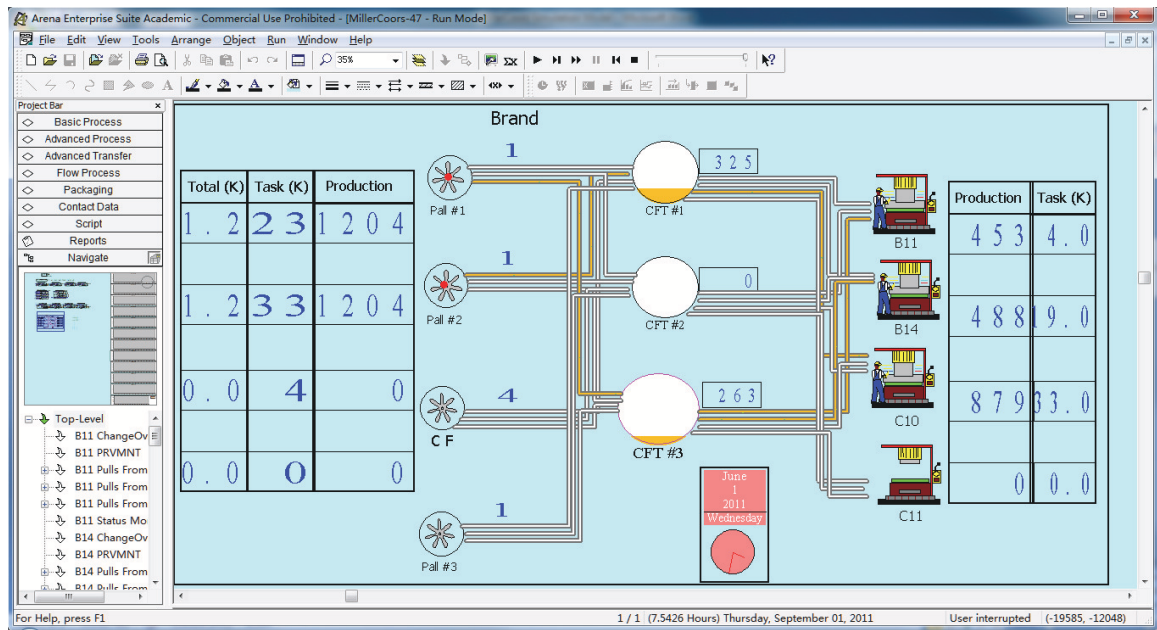 Arena Enterprise Suite Academic - Commercial Use Prohibited - [MillerCoors-47 - Run Mode]
File Edit View Tools Arrange Object Run Window Help
35%
Project Bar
Basic Process
Advanced Process
Advanced Transfer
Flow Process
Packaging
Contact Data
Script
Reports
Navigate
Top-Level
B11 ChangeOv
B11 PRVMNT
B11 Pulls From
B11 Pulls From
B11 Pulls From
B11 Status Mo
B14 ChangeOv
B14 PRVMNT
B14 Pulls From
B14 Pulls From
Brand
Total (K) Task (K) Production
1.2 23 1204
1.2 33 1204
0.0 4 0
0.0 0 0
1
Pall #1
1
Pall #2
4
C F
1
Pall #3
325
CFT #1
0
CFT #2
263
CFT #3
June
1
2011
Wednesday
B11
B14
C10
C11
Production Task (K)
453 4.0
488 19.0
879 33.0
0 0.0
For Help, press F1
1 / 1 (7.5426 Hours) Thursday, September 01, 2011
User interrupted
(-19585, -12048)